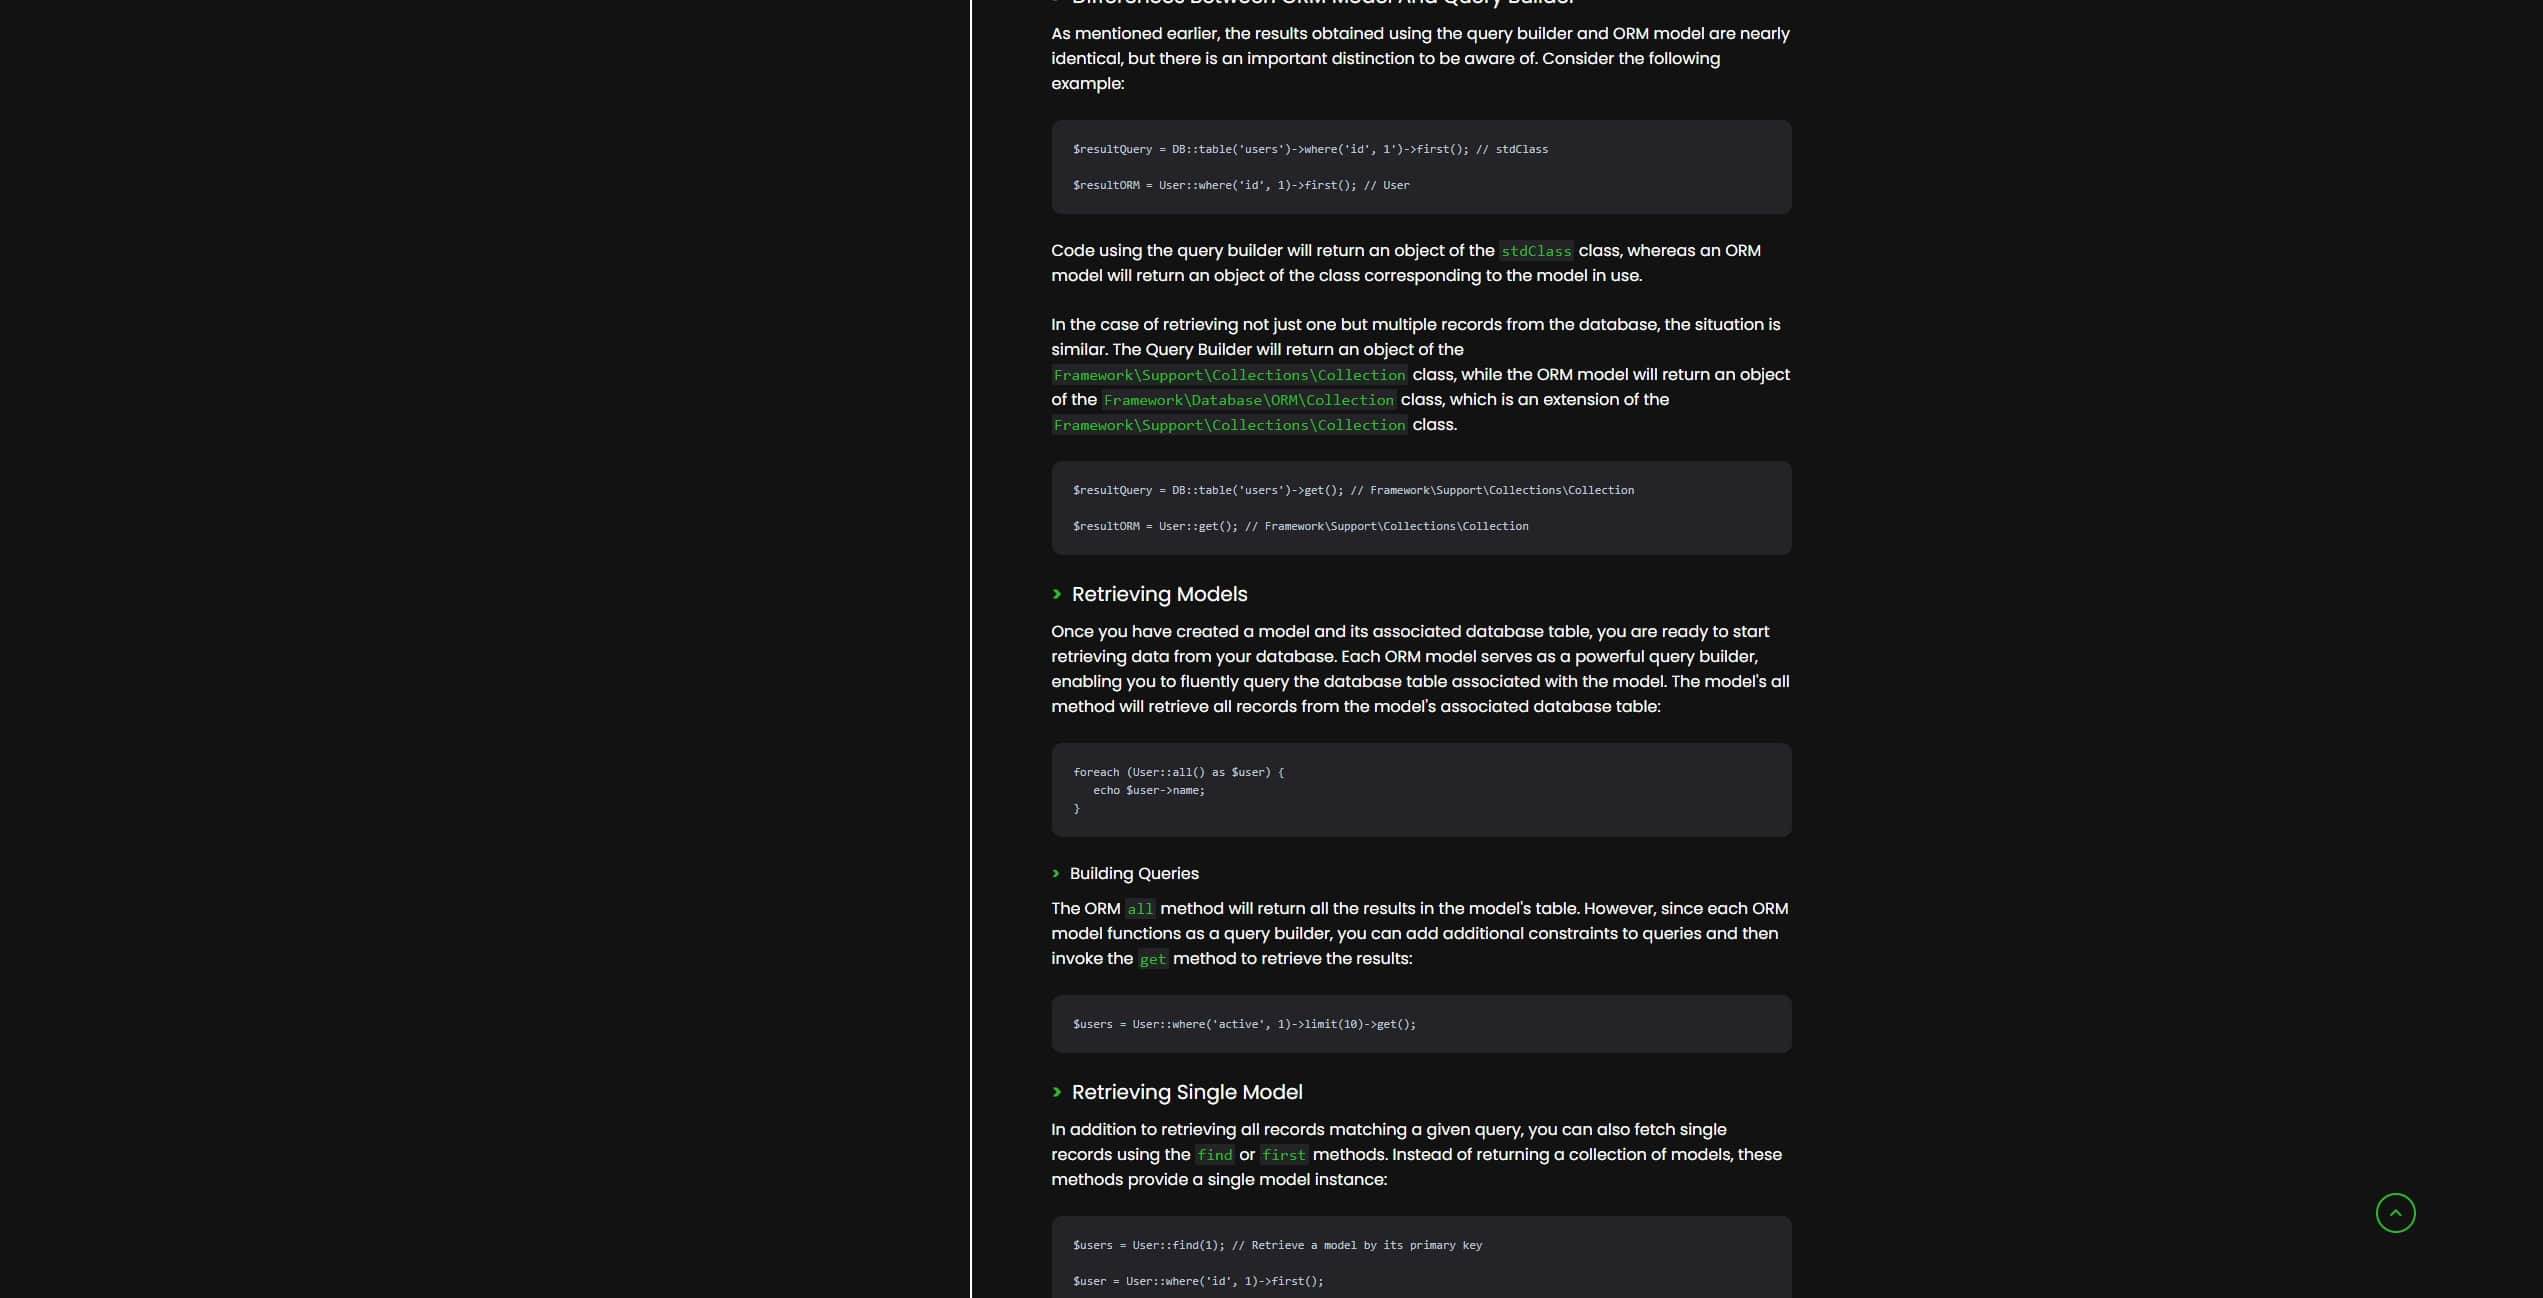 Differences Between ORM Model And Query Builder
As mentioned earlier, the results obtained using the query builder and ORM model are nearly
identical, but there is an important distinction to be aware of. Consider the following
example:
$resultQuery = DB::table('users')->where('id', 1')->first(); // stdClass
$resultORM = User::where('id', 1)->first(); // User
Code using the query builder will return an object of the stdClass class, whereas an ORM
model will return an object of the class corresponding to the model in use.
In the case of retrieving not just one but multiple records from the database, the situation is
similar. The Query Builder will return an object of the
Framework\Support\Collections\Collection class, while the ORM model will return an object
of the Framework\Database\ORM\Collection class, which is an extension of the
Framework\Support\Collections\Collection class.
$resultQuery = DB::table('users')->get(); // Framework\Support\Collections\Collection
$resultORM = User::get(); // Framework\Support\Collections\Collection
Retrieving Models
Once you have created a model and its associated database table, you are ready to start
retrieving data from your database. Each ORM model serves as a powerful query builder,
enabling you to fluently query the database table associated with the model. The model's all
method will retrieve all records from the model's associated database table:
foreach (User::all() as $user) {
echo $user->name;
}
Building Queries
The ORM all method will return all the results in the model's table. However, since each ORM
model functions as a query builder, you can add additional constraints to queries and then
invoke the get method to retrieve the results:
$users = User::where('active', 1)->limit(10)->get();
Retrieving Single Model
In addition to retrieving all records matching a given query, you can also fetch single
records using the find or first methods. Instead of returning a collection of models, these
methods provide a single model instance:
$users = User::find(1); // Retrieve a model by its primary key
$user = User::where('id', 1)->first();